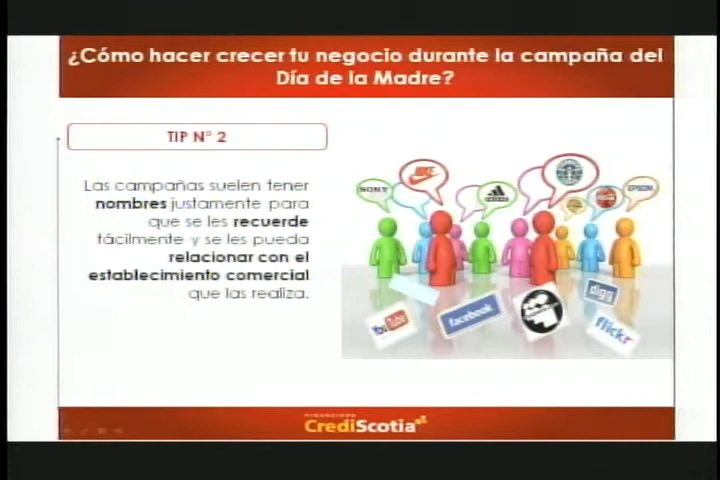 ¿Cómo hacer crecer tu negocio durante la campaña del
Día de la Madre?
TIP N° 2
Las campañas suelen tener
nombres justamente para
que se les recuerde
fácilmente y se les pueda
relacionar con el
establecimiento comercial
que las realiza.
SONY
adidas
EPSON
YouTube
facebook
digg
flickr
FINANCIERA
CrediScotia